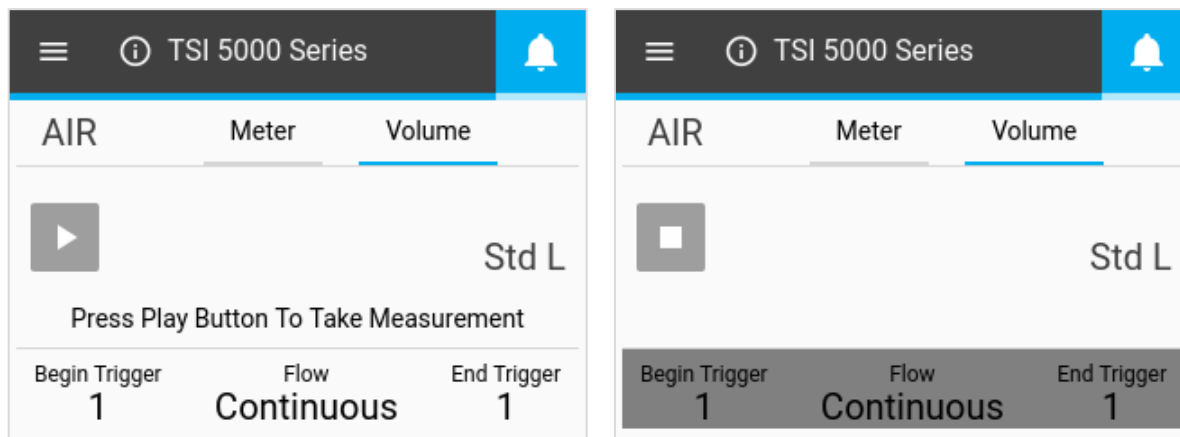 TSI 5000 Series
AIR Meter Volume
Std L
Press Play Button To Take Measurement
Begin Trigger Flow End Trigger
1 Continuous 1
TSI 5000 Series
AIR Meter Volume
Std L
Begin Trigger Flow End Trigger
1 Continuous 1